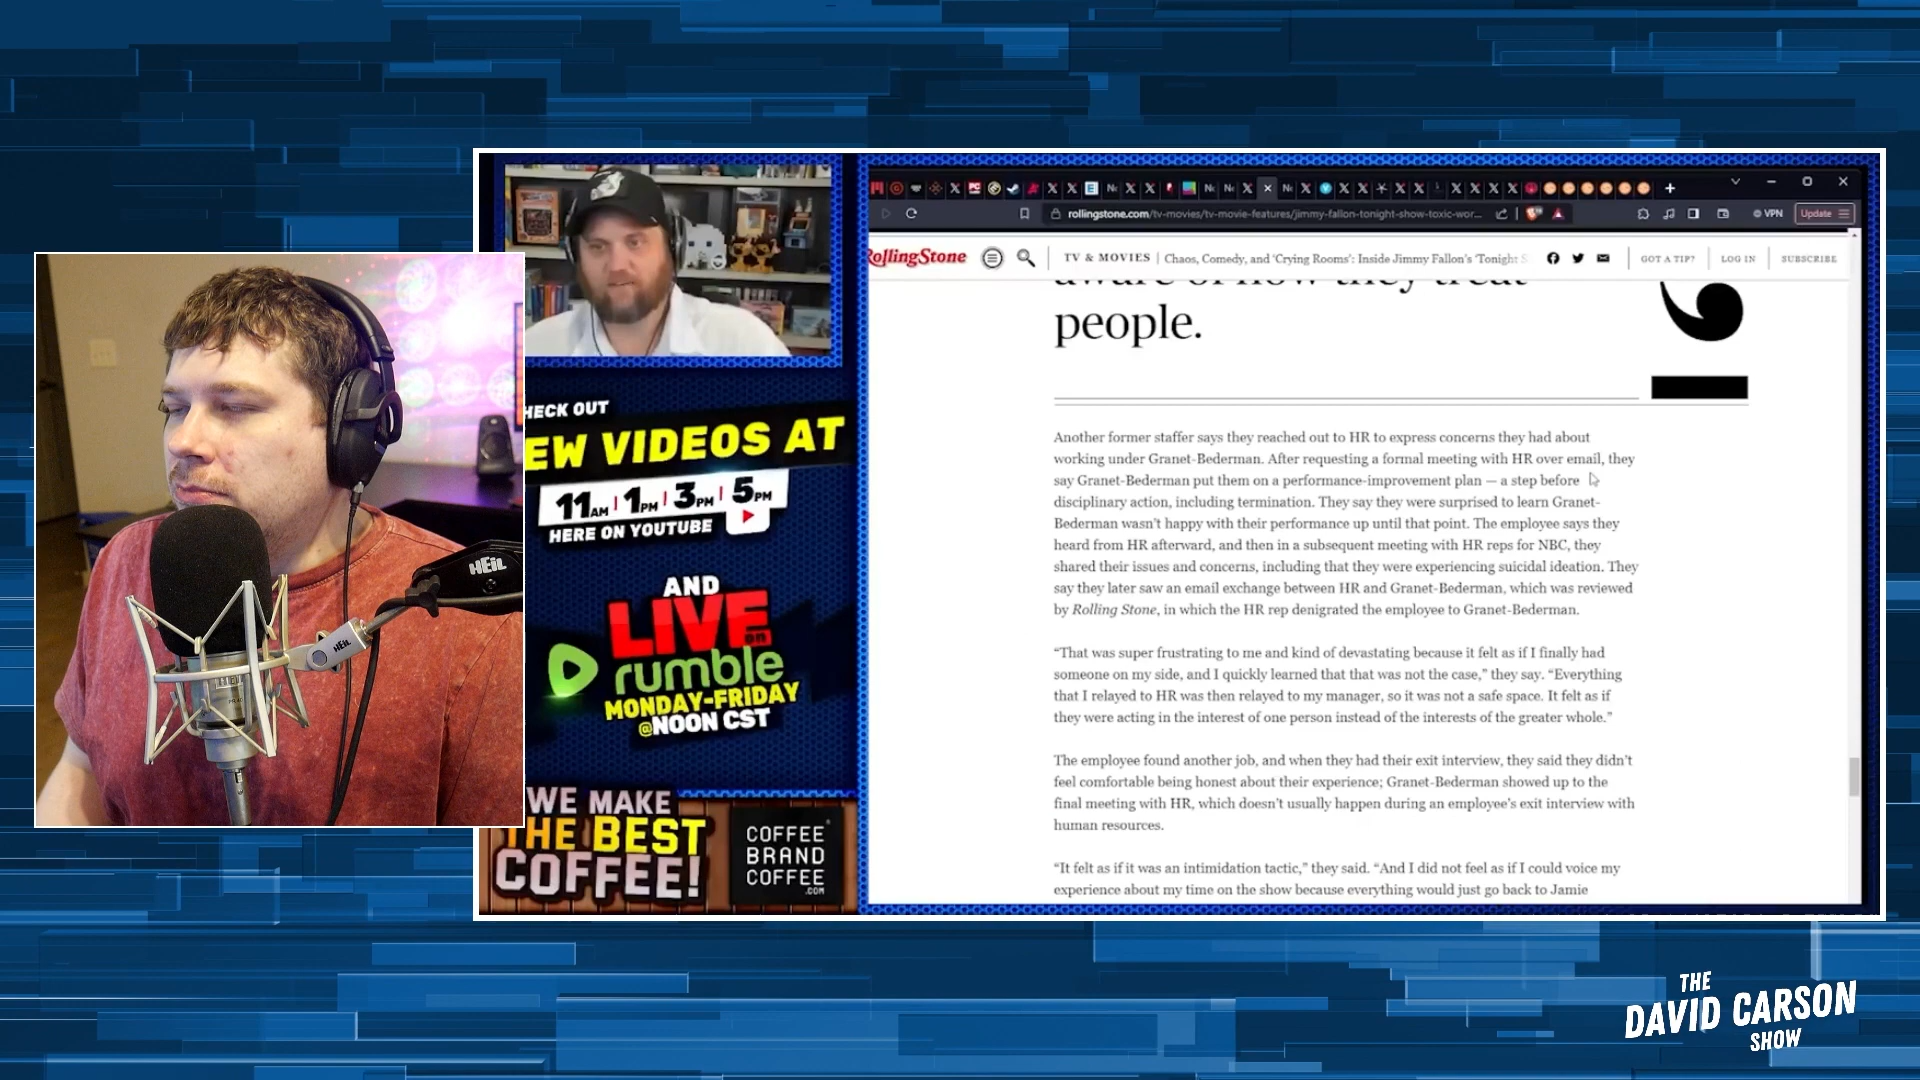 HECK OUT
EW VIDEOS AT
11AM | 1PM | 3PM | 5PM
HERE ON YOUTUBE
AND
LIVE on
rumble
MONDAY-FRIDAY
@NOON CST
WE MAKE
THE BEST
COFFEE!
COFFEE
BRAND
COFFEE
.COM
rollingstone.com/tv-movies/tv-movie-features/jimmy-fallon-tonight-show-toxic-wor...
VPN
Update
RollingStone
TV & MOVIES | Chaos, Comedy, and ‘Crying Rooms’: Inside Jimmy Fallon's ‘Tonight S
GOT A TIP?
LOG IN
SUBSCRIBE
aware of how they treat
people.
Another former staffer says they reached out to HR to express concerns they had about
working under Granet-Bederman. After requesting a formal meeting with HR over email, they
say Granet-Bederman put them on a performance-improvement plan — a step before
disciplinary action, including termination. They say they were surprised to learn Granet-
Bederman wasn’t happy with their performance up until that point. The employee says they
heard from HR afterward, and then in a subsequent meeting with HR reps for NBC, they
shared their issues and concerns, including that they were experiencing suicidal ideation. They
say they later saw an email exchange between HR and Granet-Bederman, which was reviewed
by Rolling Stone, in which the HR rep denigrated the employee to Granet-Bederman.
“That was super frustrating to me and kind of devastating because it felt as if I finally had
someone on my side, and I quickly learned that that was not the case,” they say. “Everything
that I relayed to HR was then relayed to my manager, so it was not a safe space. It felt as if
they were acting in the interest of one person instead of the interests of the greater whole.”
The employee found another job, and when they had their exit interview, they said they didn’t
feel comfortable being honest about their experience; Granet-Bederman showed up to the
final meeting with HR, which doesn’t usually happen during an employee’s exit interview with
human resources.
“It felt as if it was an intimidation tactic,” they said. “And I did not feel as if I could voice my
experience about my time on the show because everything would just go back to Jamie
HEiL
HEiL
THE
DAVID CARSON
SHOW